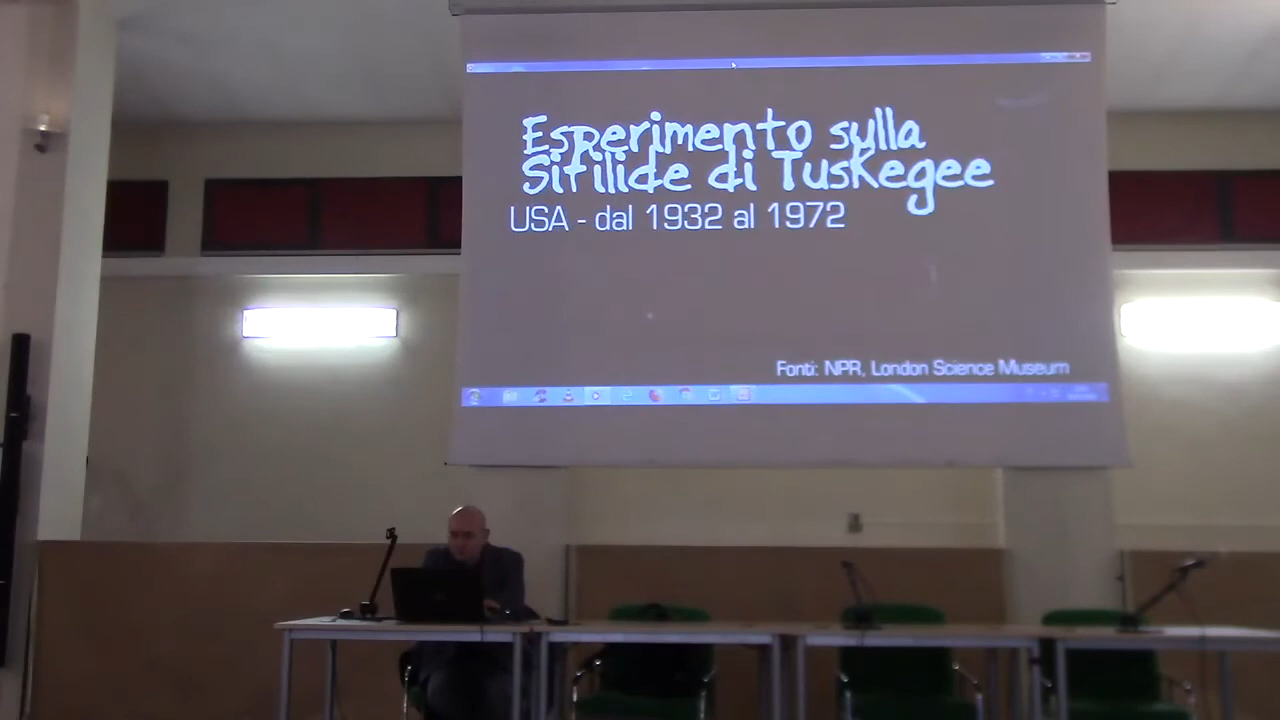 Esperimento sulla
Sifilide di Tuskegee
USA - dal 1932 al 1972
Fonti: NPR, London Science Museum